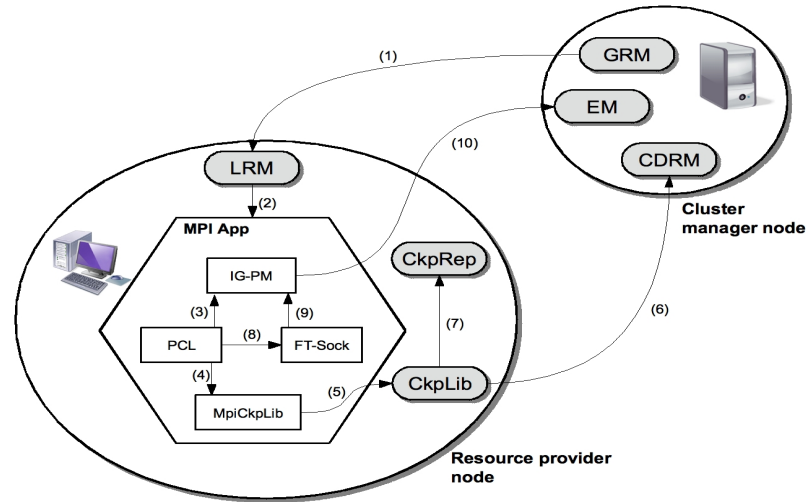 (1)
GRM
EM
(10)
CDRM
LRM
(2)
Cluster
manager node
MPI App
IG-PM
CkpRep
(3)
(9)
(7)
(6)
PCL
(8)
FT-Sock
(4)
(5)
CkpLib
MpiCkpLib
Resource provider
node